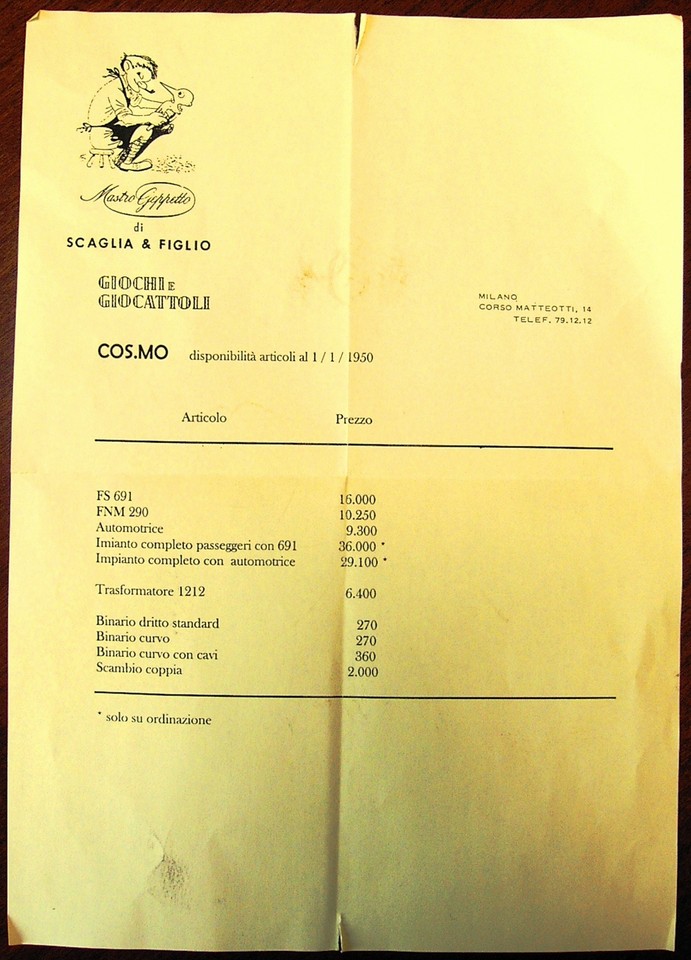 Mastro Geppetto
di
SCAGLIA & FIGLIO
GIOCHI E
GIOCATTOLI
MILANO
CORSO MATTEOTTI, 14
TELEF. 79.12.12
COS.MO disponibilità articoli al 1 / 1 / 1950
Articolo Prezzo
FS 691 16.000
FNM 290 10.250
Automotrice 9.300
Imianto completo passeggeri con 691 36.000 *
Impianto completo con automotrice 29.100 *
Trasformatore 1212 6.400
Binario dritto standard 270
Binario curvo 270
Binario curvo con cavi 360
Scambio coppia 2.000
* solo su ordinazione